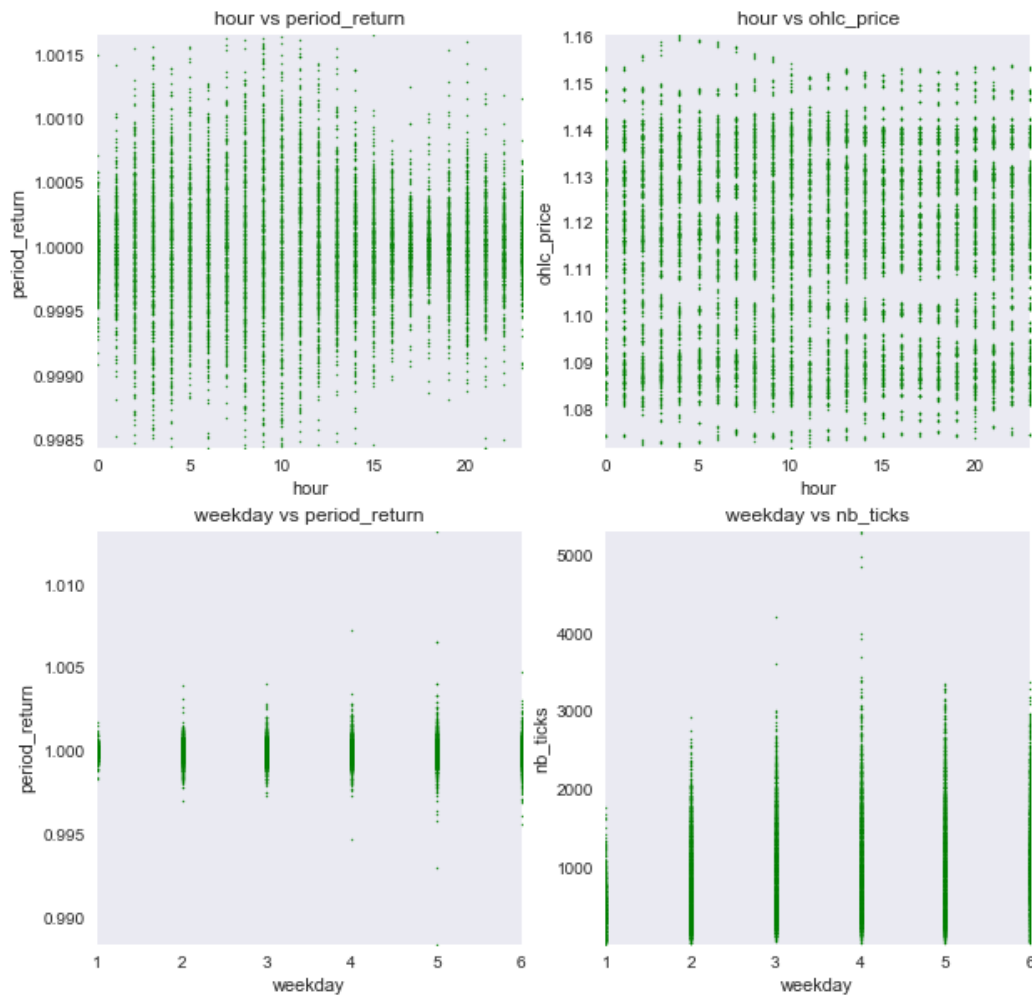 hour vs period_return
period_return
1.0015
1.0010
1.0005
1.0000
0.9995
0.9990
0.9985
0 5 10 15 20
hour
hour vs ohlc_price
ohlc_price
1.16
1.15
1.14
1.13
1.12
1.11
1.10
1.09
1.08
0 5 10 15 20
hour
weekday vs period_return
period_return
1.010
1.005
1.000
0.995
0.990
1 2 3 4 5 6
weekday
weekday vs nb_ticks
nb_ticks
5000
4000
3000
2000
1000
1 2 3 4 5 6
weekday